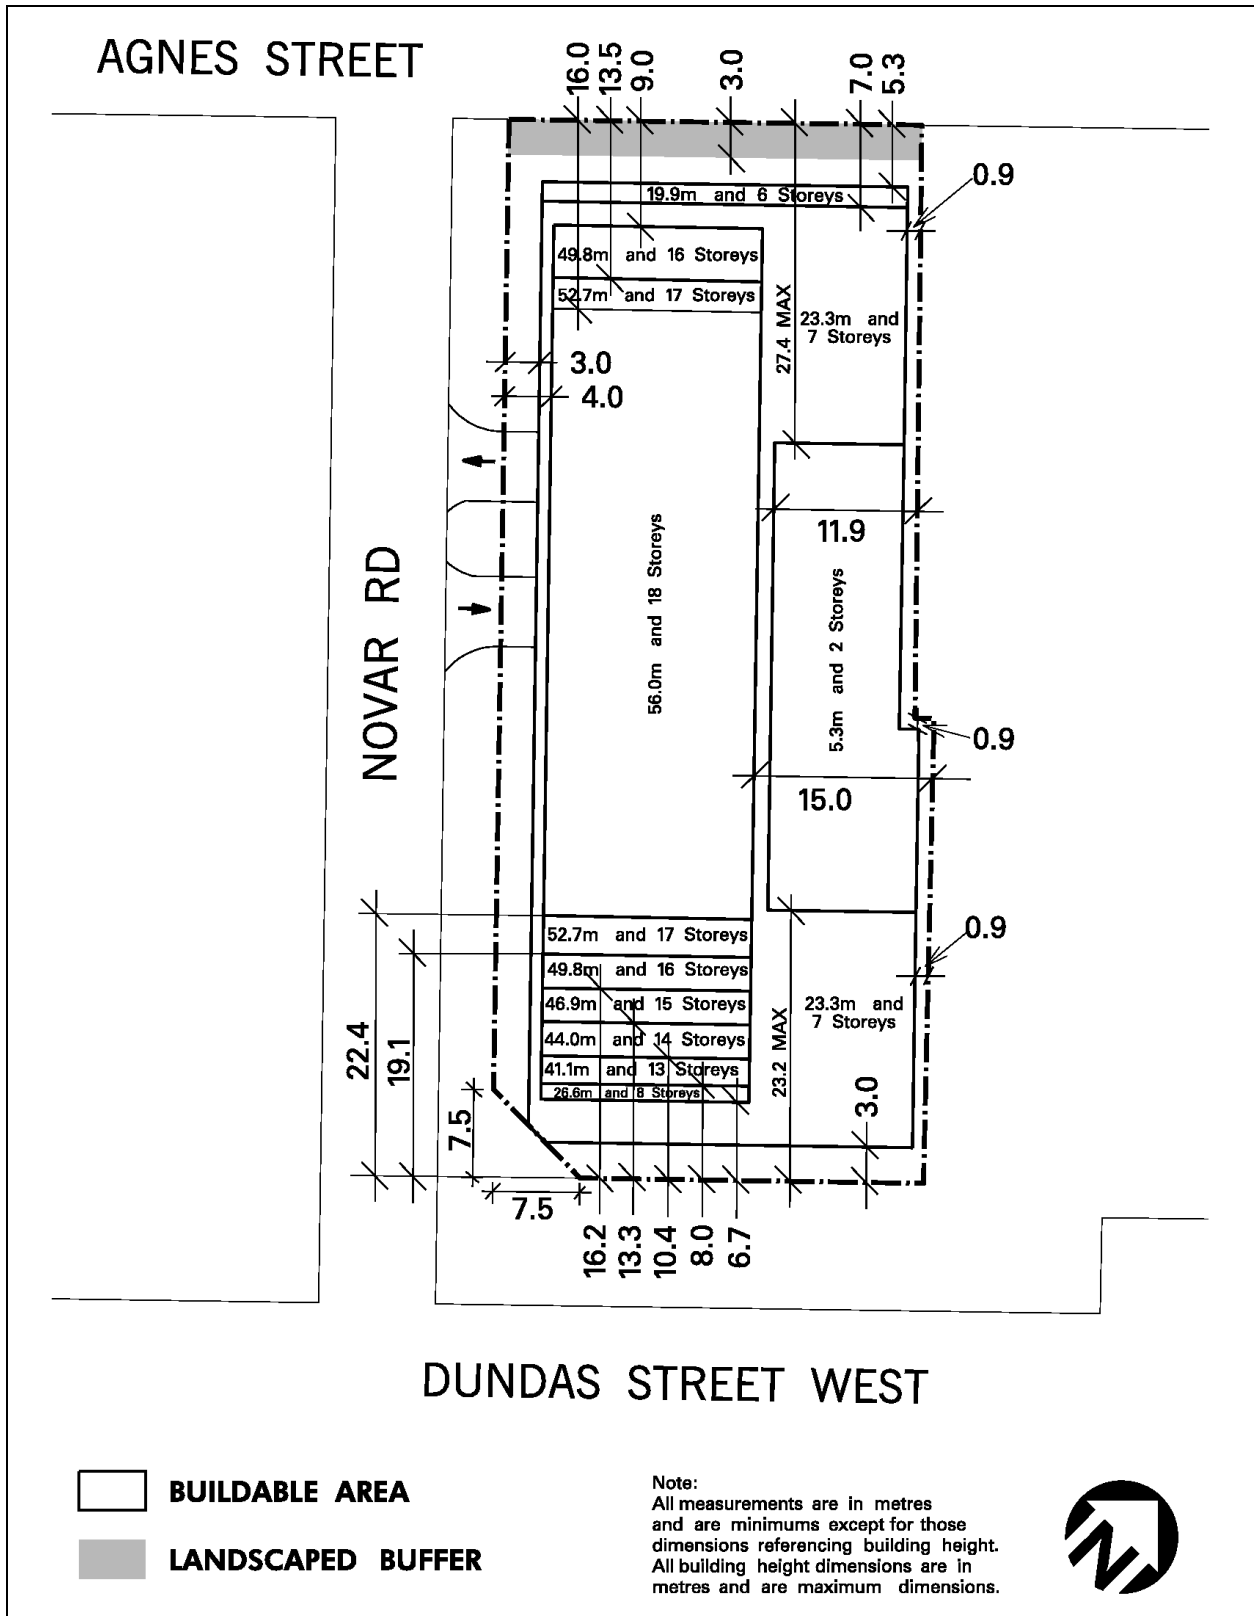 AGNES STREET
16.0
13.5
9.0
3.0
7.0
5.3
0.9
19.9m and 6 Storeys
49.8m and 16 Storeys
52.7m and 17 Storeys
27.4 MAX
23.3m and
7 Storeys
3.0
4.0
11.9
56.0m and 18 Storeys
5.3m and 2 Storeys
NOVAR RD
0.9
15.0
52.7m and 17 Storeys
0.9
49.8m and 16 Storeys
46.9m and 15 Storeys
23.3m and
7 Storeys
44.0m and 14 Storeys
41.1m and 13 Storeys
26.6m and 8 Storeys
23.2 MAX
22.4
19.1
7.5
3.0
7.5
16.2
13.3
10.4
8.0
6.7
DUNDAS STREET WEST
BUILDABLE AREA
LANDSCAPED BUFFER
Note:
All measurements are in metres
and are minimums except for those
dimensions referencing building height.
All building height dimensions are in
metres and are maximum dimensions.
N